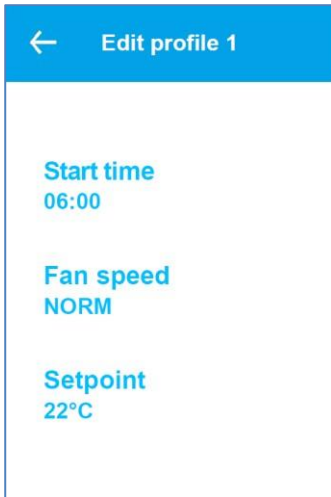 Edit profile 1
Start time
06:00
Fan speed
NORM
Setpoint
22°C